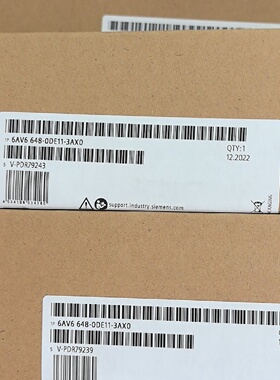 1P 6AV6 648-0DE11-3AX0
QTY:1
12.2022
S V-PDR79243
support.industry.siemens.com
1P 6AV6 648-0DE11-3AX0
S V-PDR79239